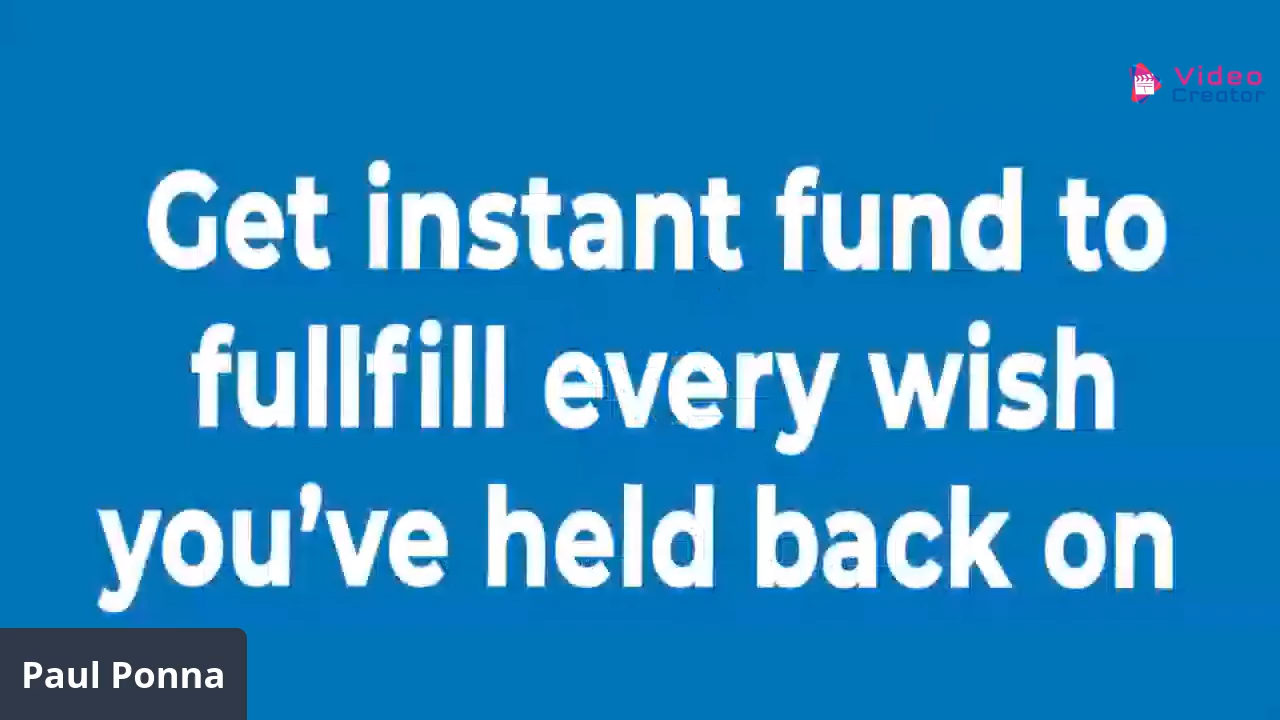 Video
Creator
Get instant fund to
fullfill every wish
you’ve held back on
Paul Ponna